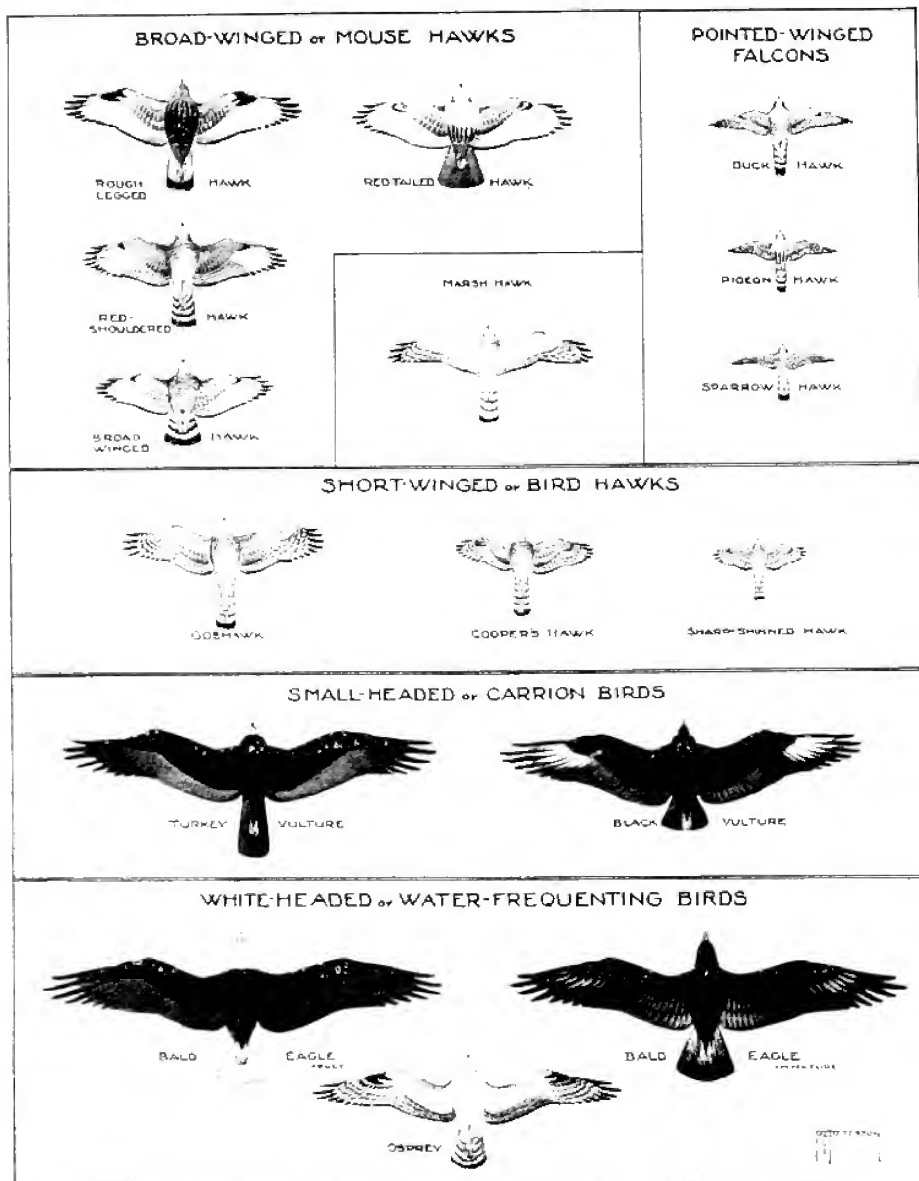 BROAD-WINGED or MOUSE HAWKS
ROUGH LEGGED HAWK
RED TAILED HAWK
RED-SHOULDERED HAWK
BROAD WINGED HAWK
MARSH HAWK
POINTED-WINGED
FALCONS
DUCK HAWK
PIGEON HAWK
SPARROW HAWK
SHORT-WINGED or BIRD HAWKS
GOSHAWK
COOPER'S HAWK
SHARP-SHINNED HAWK
SMALL-HEADED or CARRION BIRDS
TURKEY VULTURE
BLACK VULTURE
WHITE-HEADED or WATER-FREQUENTING BIRDS
BALD EAGLE
ADULT
BALD EAGLE
IMMATURE
OSPREY